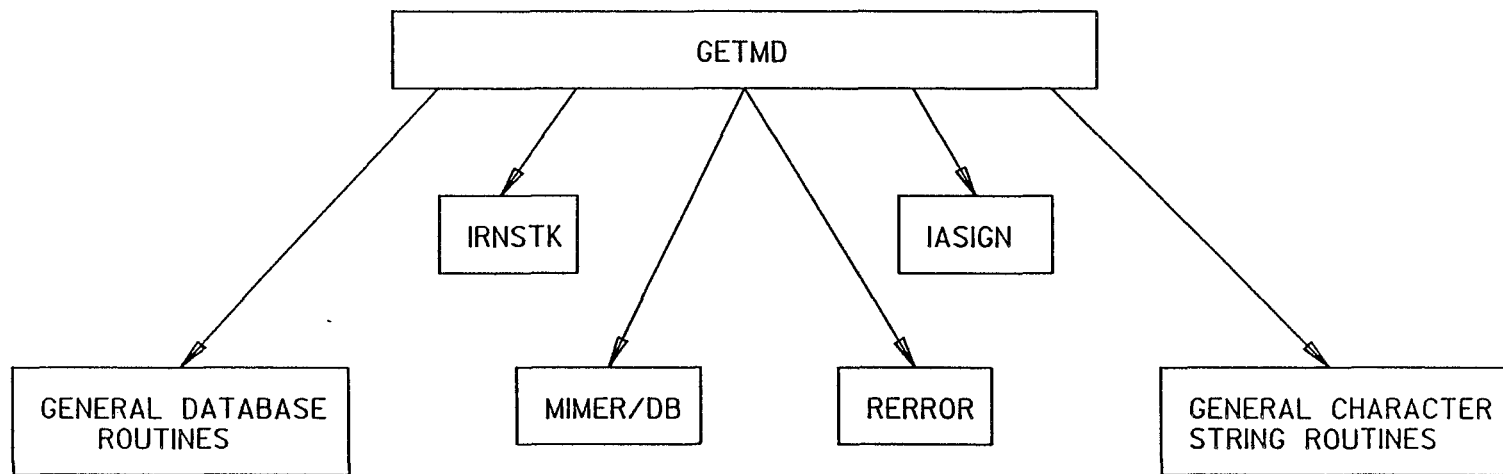 GETMD
IRNSTK
IASIGN
GENERAL DATABASE
ROUTINES
MIMER/DB
RERROR
GENERAL CHARACTER
STRING ROUTINES